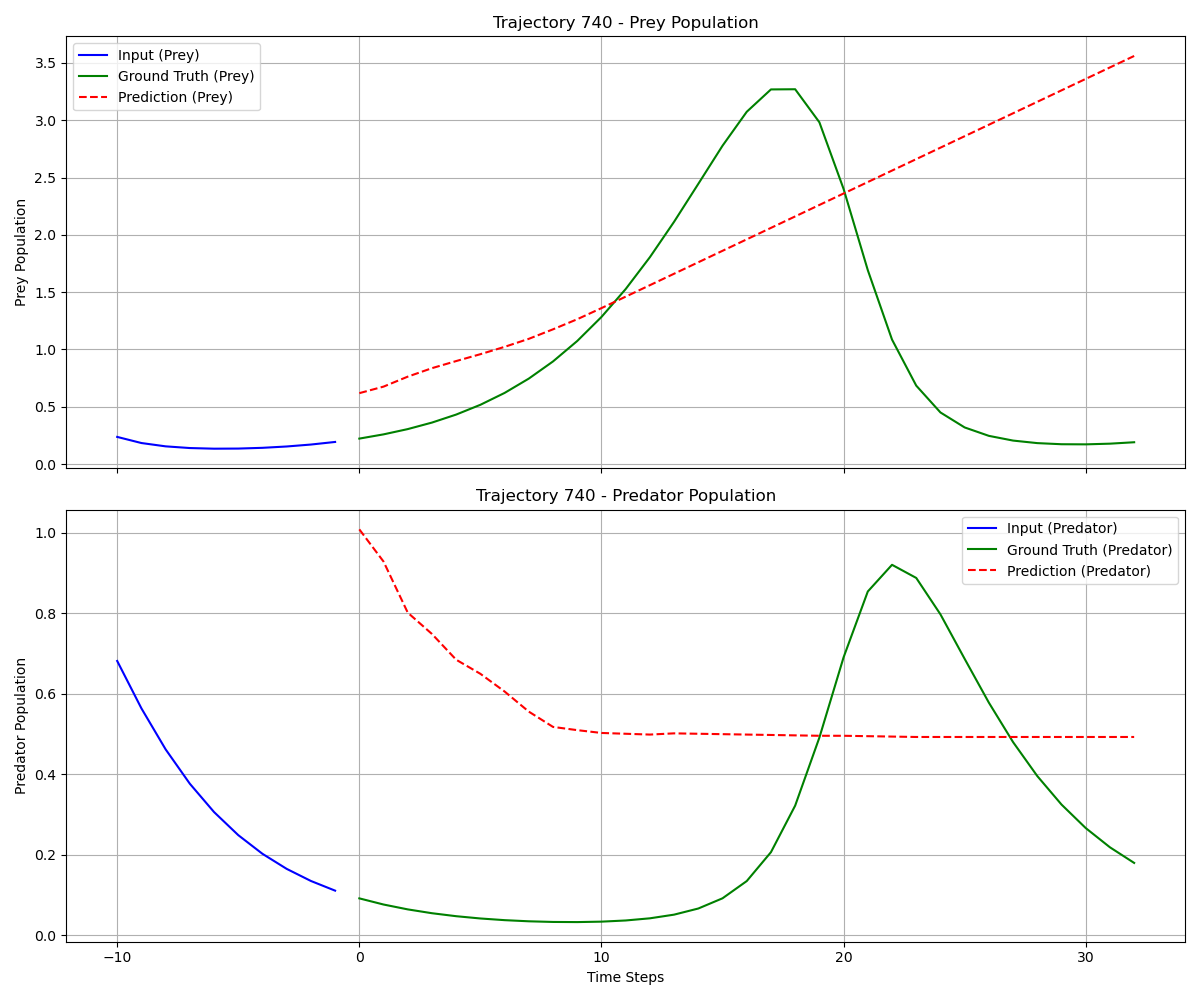 Trajectory 740 - Prey Population
Input (Prey)
Ground Truth (Prey)
Prediction (Prey)
Prey Population
3.5
3.0
2.5
2.0
1.5
1.0
0.5
0.0
Trajectory 740 - Predator Population
Input (Predator)
Ground Truth (Predator)
Prediction (Predator)
Predator Population
1.0
0.8
0.6
0.4
0.2
0.0
−10 0 10 20 30
Time Steps